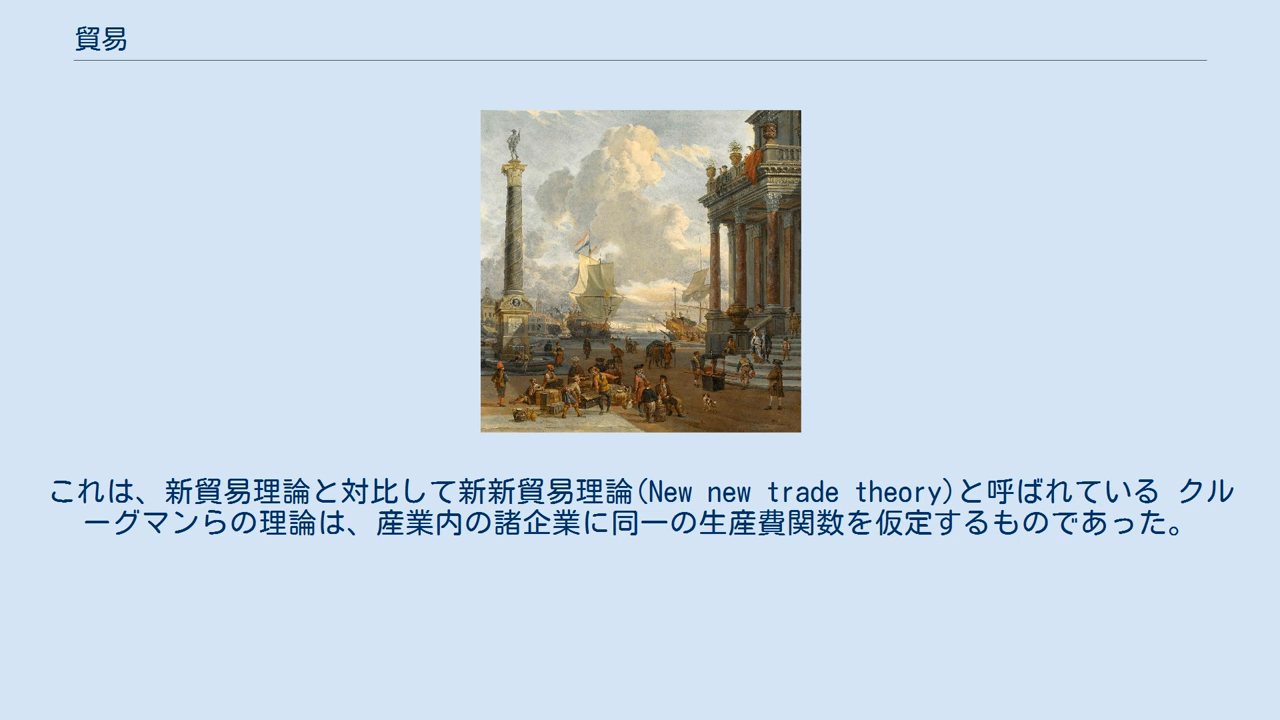 貿易
これは、新貿易理論と対比して新新貿易理論(New new trade theory)と呼ばれている クル
ーグマンらの理論は、産業内の諸企業に同一の生産費関数を仮定するものであった。